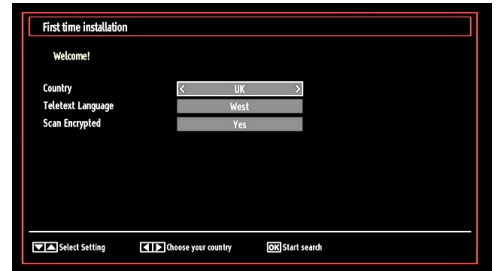 First time installation
Welcome!
Country < UK >
Teletext Language West
Scan Encrypted Yes
Select Setting Choose your country OK Start search